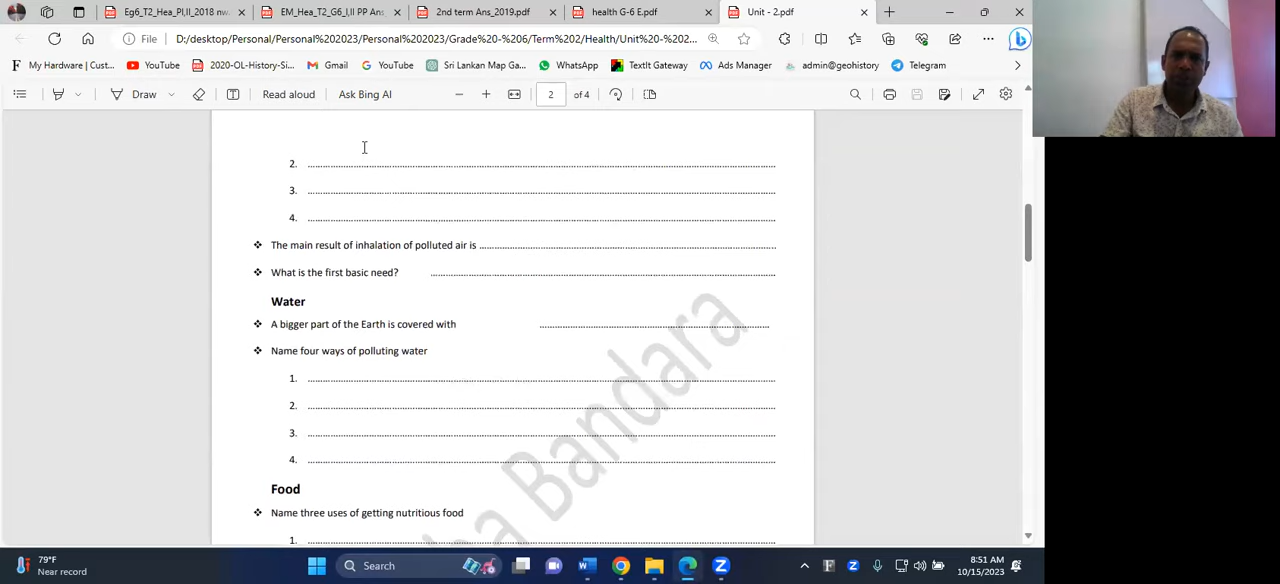 Eg6_T2_Hea_PI,II_2018 nw
EM_Hea_T2_G6_I,II PP Ans
2nd term Ans_2019.pdf
health G-6 E.pdf
Unit - 2.pdf
File
D:/desktop/Personal/Personal%202023/Personal%202023/Grade%20-%206/Term%202/Health/Unit%20-%202...
My Hardware | Cust...
YouTube
2020-OL-History-Si...
Gmail
YouTube
Sri Lankan Map Ga...
WhatsApp
TextIt Gateway
Ads Manager
admin@geohistory
Telegram
Draw
Read aloud
Ask Bing AI
2 of 4
2. ........................................
3. ........................................
4. ........................................
❖ The main result of inhalation of polluted air is ........................................
❖ What is the first basic need? ........................................
Water
❖ A bigger part of the Earth is covered with ........................................
❖ Name four ways of polluting water
1. ........................................
2. ........................................
3. ........................................
4. ........................................
Food
❖ Name three uses of getting nutritious food
1. ........................................
Bandara
79°F
Near record
Search
8:51 AM
10/15/2023